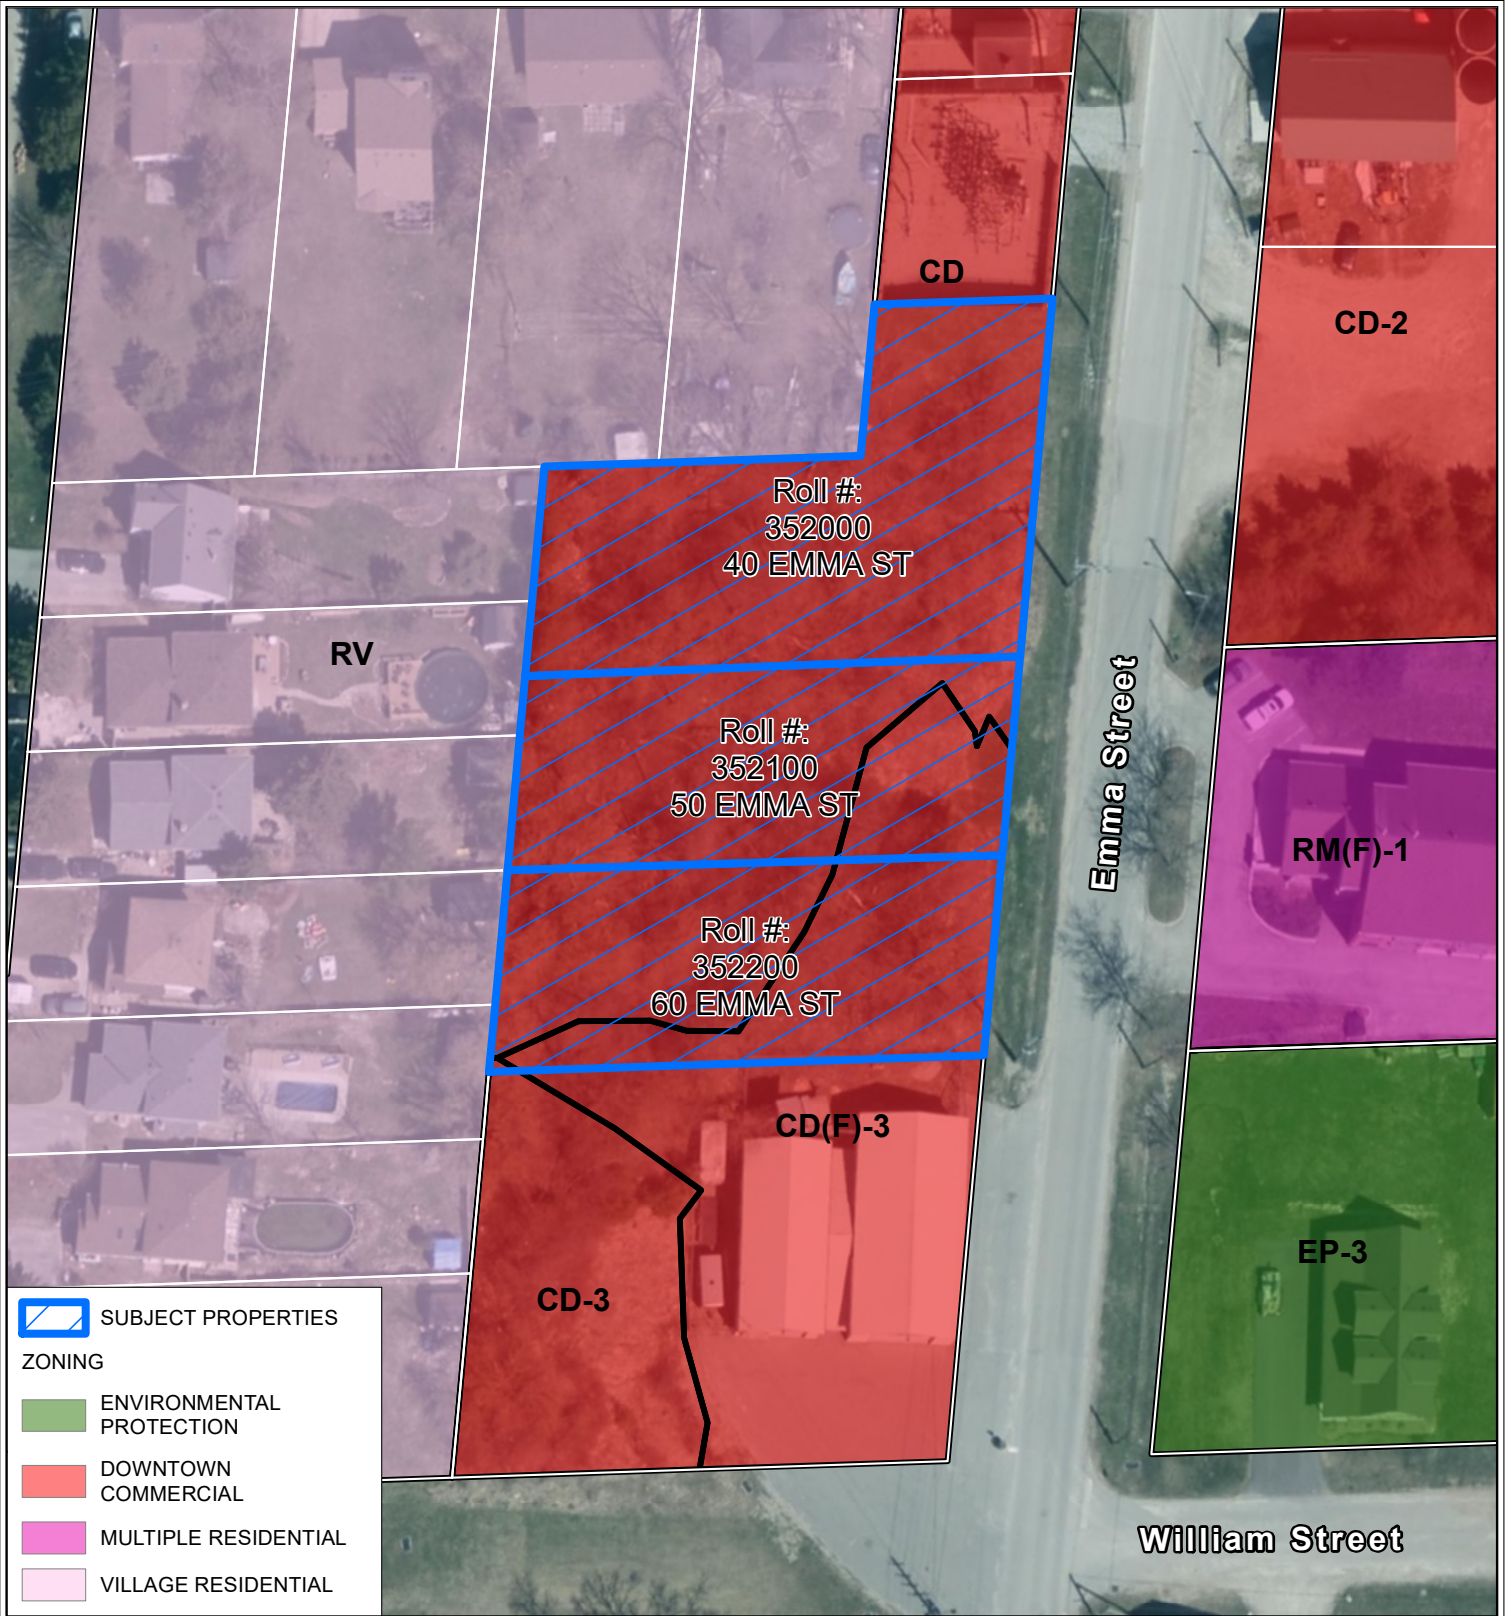 CD
CD-2
Roll #:
352000
40 EMMA ST
RV
Roll #:
352100
50 EMMA ST
Emma Street
RM(F)-1
Roll #:
352200
60 EMMA ST
CD(F)-3
EP-3
CD-3
SUBJECT PROPERTIES
ZONING
ENVIRONMENTAL
PROTECTION
DOWNTOWN
COMMERCIAL
MULTIPLE RESIDENTIAL
VILLAGE RESIDENTIAL
William Street